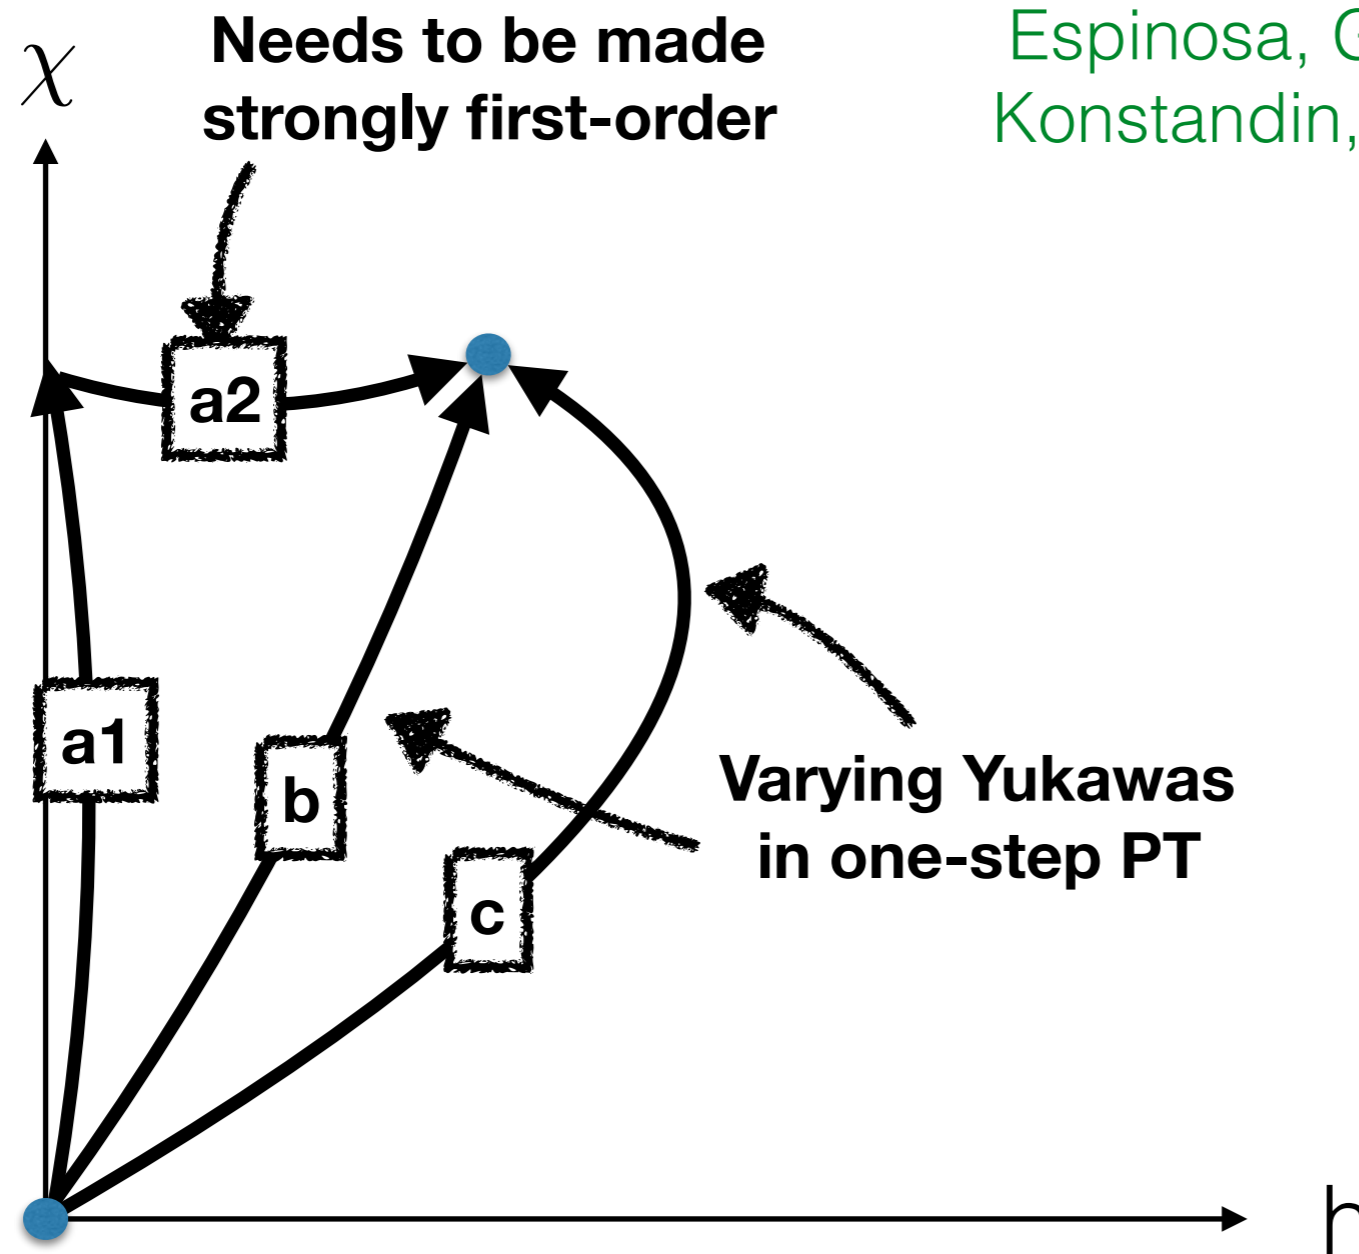 χ
Needs to be made
strongly first-order
Espinosa,
Konstandin,
a2
a1
b
c
Varying Yukawas
in one-step PT
h